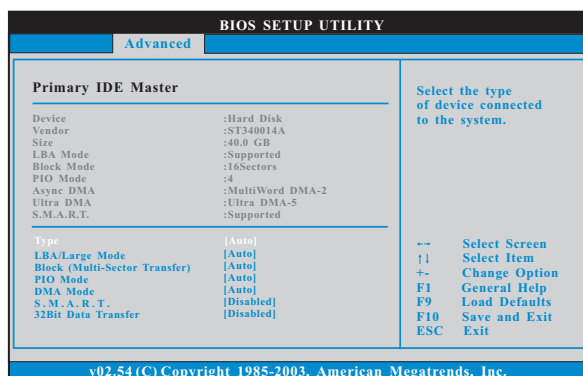 BIOS SETUP UTILITY
Advanced
Primary IDE Master
Device :Hard Disk
Vendor :ST340014A
Size :40.0 GB
LBA Mode :Supported
Block Mode :16Sectors
PIO Mode :4
Async DMA :MultiWord DMA-2
Ultra DMA :Ultra DMA-5
S.M.A.R.T. :Supported
Type [Auto]
LBA/Large Mode [Auto]
Block (Multi-Sector Transfer) [Auto]
PIO Mode [Auto]
DMA Mode [Auto]
S.M.A.R.T. [Disabled]
32Bit Data Transfer [Disabled]
Select the type
of device connected
to the system.
←→ Select Screen
↑↓ Select Item
+- Change Option
F1 General Help
F9 Load Defaults
F10 Save and Exit
ESC Exit
v02.54 (C) Copyright 1985-2003, American Megatrends, Inc.